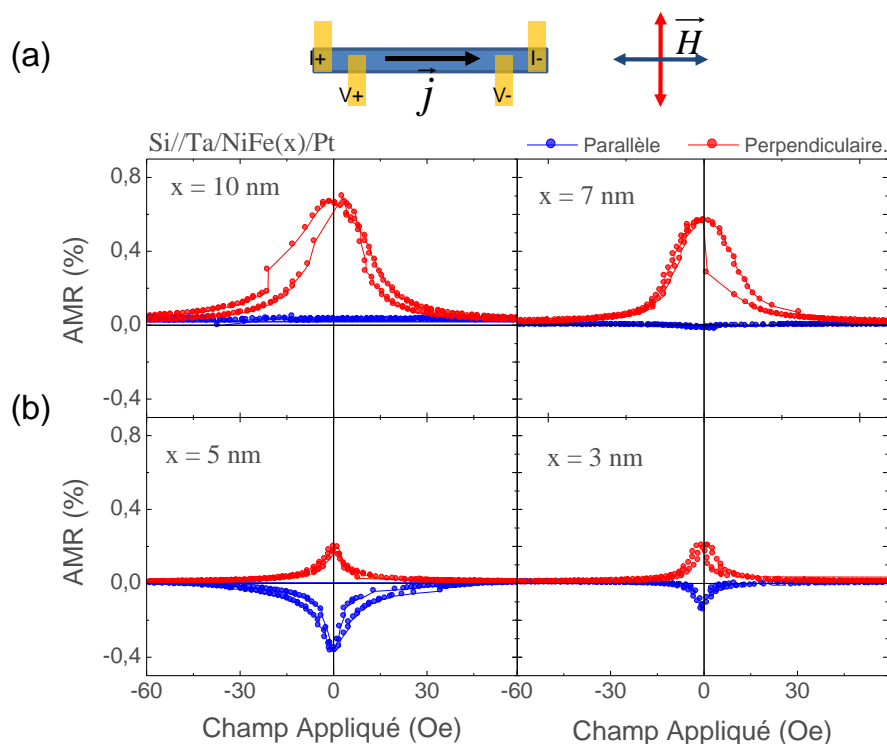 (a)
I+
I-
V+
j
V-
H
Si//Ta/NiFe(x)/Pt
Parallèle
Perpendiculaire.
(b)
AMR (%)
0,8
0,4
0,0
-0,4
x = 10 nm
x = 7 nm
AMR (%)
0,8
0,4
0,0
-0,4
x = 5 nm
x = 3 nm
-60
-30
0
30
-60
-30
0
30
Champ Appliqué (Oe)
Champ Appliqué (Oe)